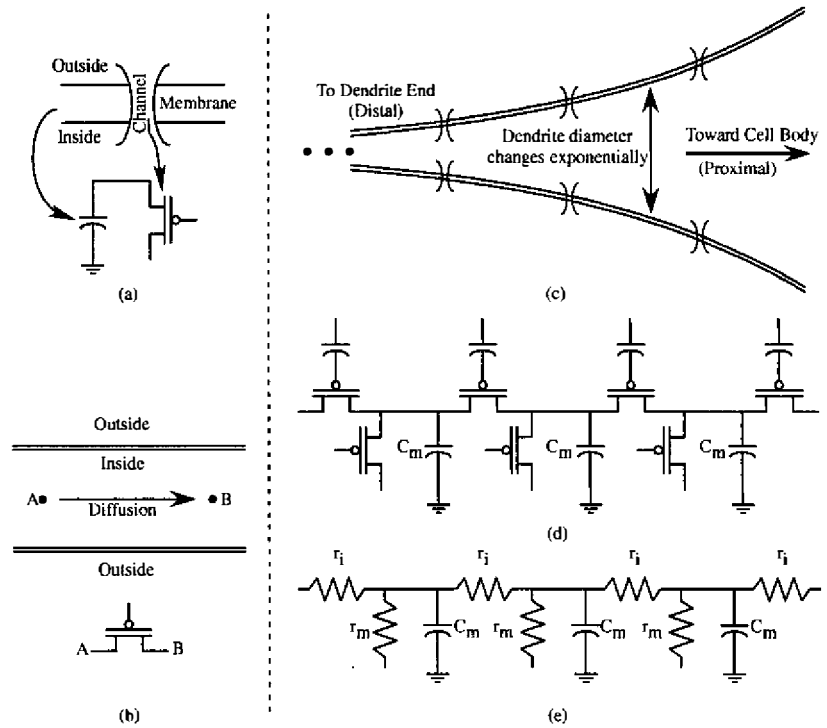 Outside
Channel
Membrane
Inside
(a)
To Dendrite End
(Distal)
Dendrite diameter
changes exponentially
Toward Cell Body
(Proximal)
(c)
Outside
Inside
A
Diffusion
B
Outside
A
B
(b)
Cm
Cm
Cm
(d)
ri
ri
ri
ri
rm
Cm
rm
Cm
rm
Cm
(e)